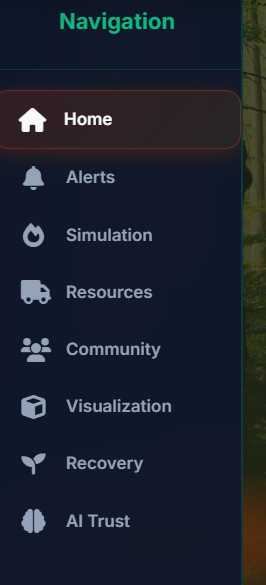 Navigation
Home
Alerts
Simulation
Resources
Community
Visualization
Recovery
AI Trust